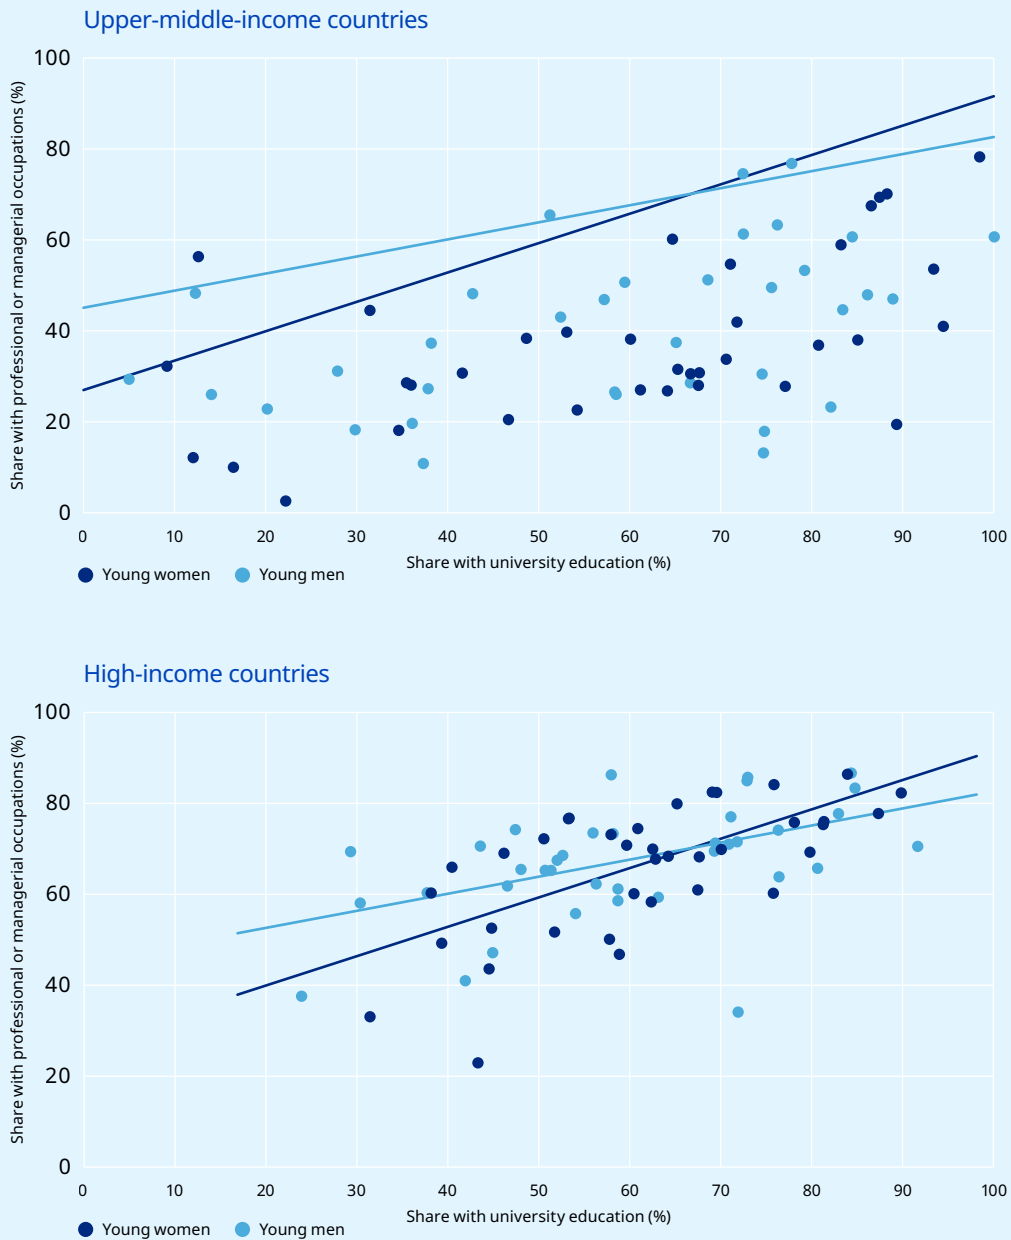 Upper-middle-income countries
Share with professional or managerial occupations (%)
100
80
60
40
20
0
0 10 20 30 40 50 60 70 80 90 100
Share with university education (%)
Young women Young men
High-income countries
Share with professional or managerial occupations (%)
100
80
60
40
20
0
0 10 20 30 40 50 60 70 80 90 100
Share with university education (%)
Young women Young men